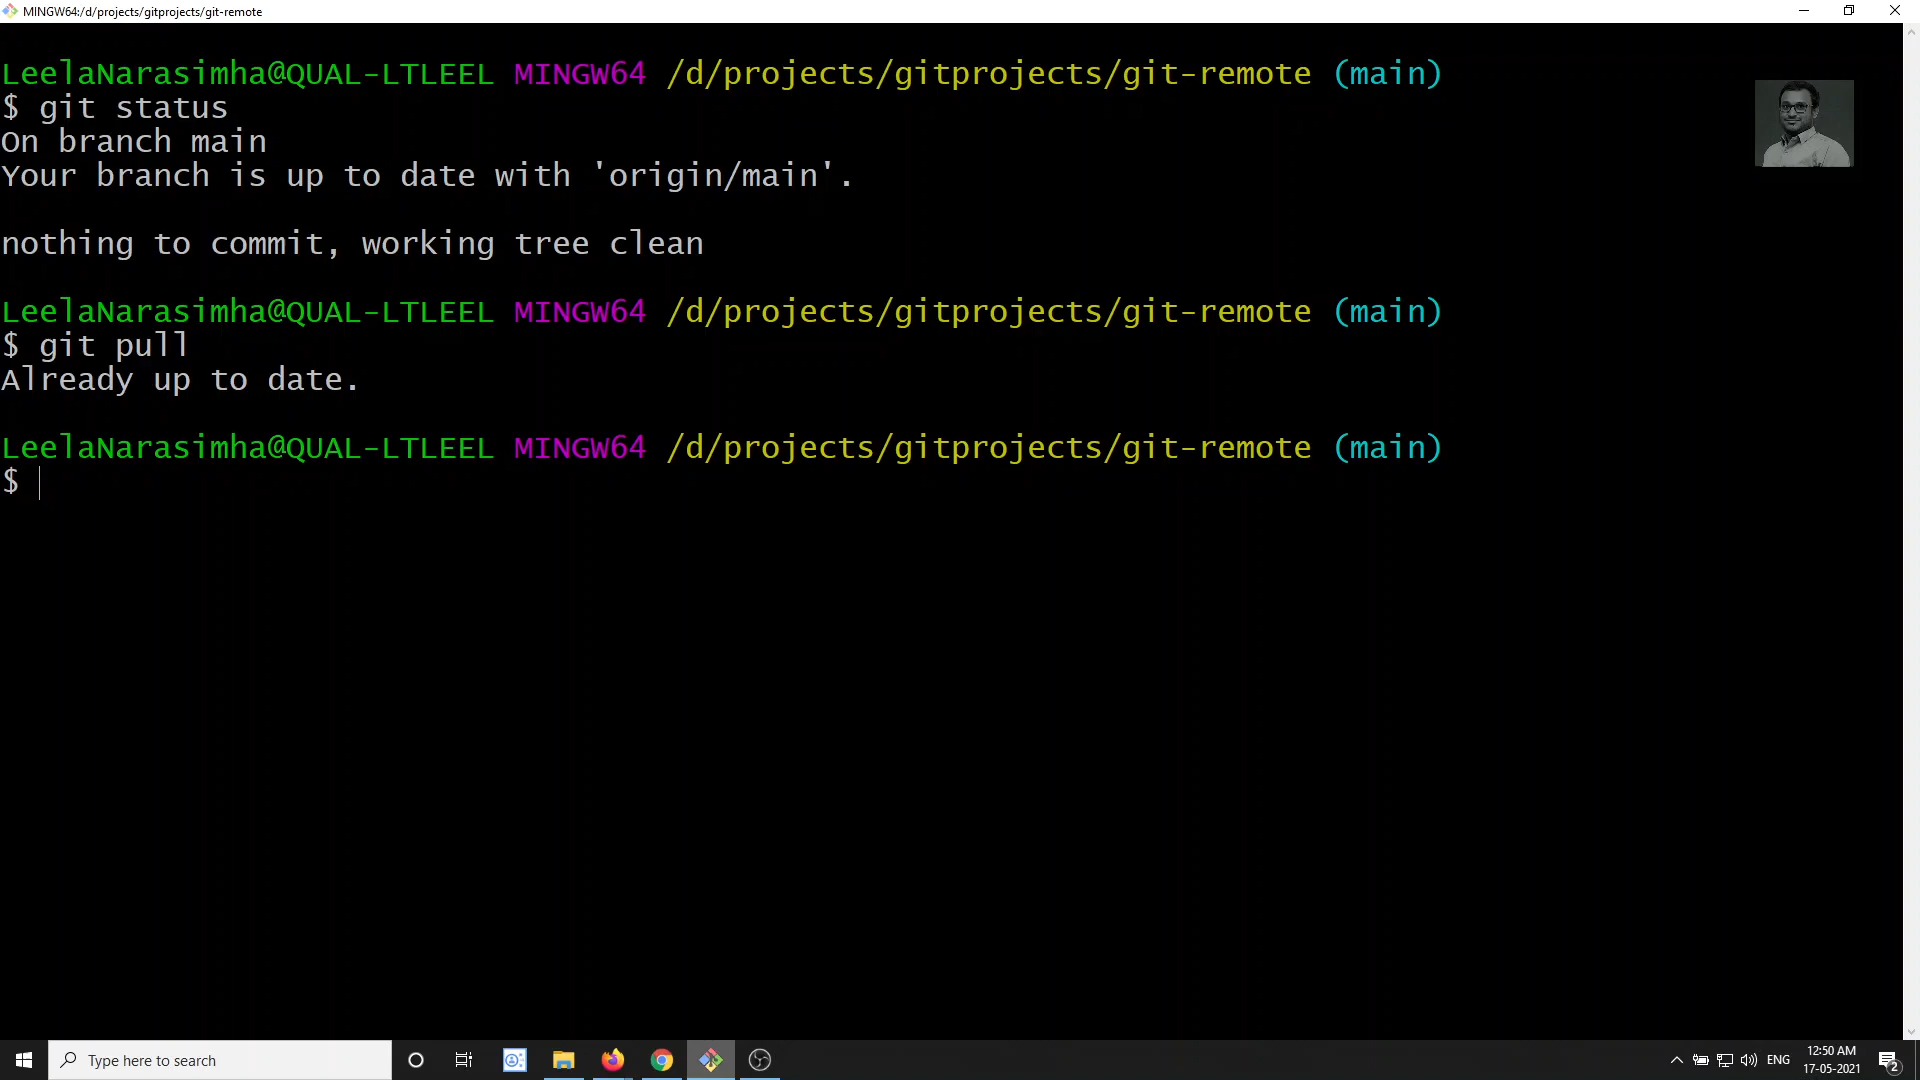 MINGW64:/d/projects/gitprojects/git-remote
LeelaNarasimha@QUAL-LTLEEL MINGW64 /d/projects/gitprojects/git-remote (main)
$ git status
On branch main
Your branch is up to date with 'origin/main'.
nothing to commit, working tree clean
LeelaNarasimha@QUAL-LTLEEL MINGW64 /d/projects/gitprojects/git-remote (main)
$ git pull
Already up to date.
LeelaNarasimha@QUAL-LTLEEL MINGW64 /d/projects/gitprojects/git-remote (main)
$
Type here to search
ENG
12:50 AM
17-05-2021
2